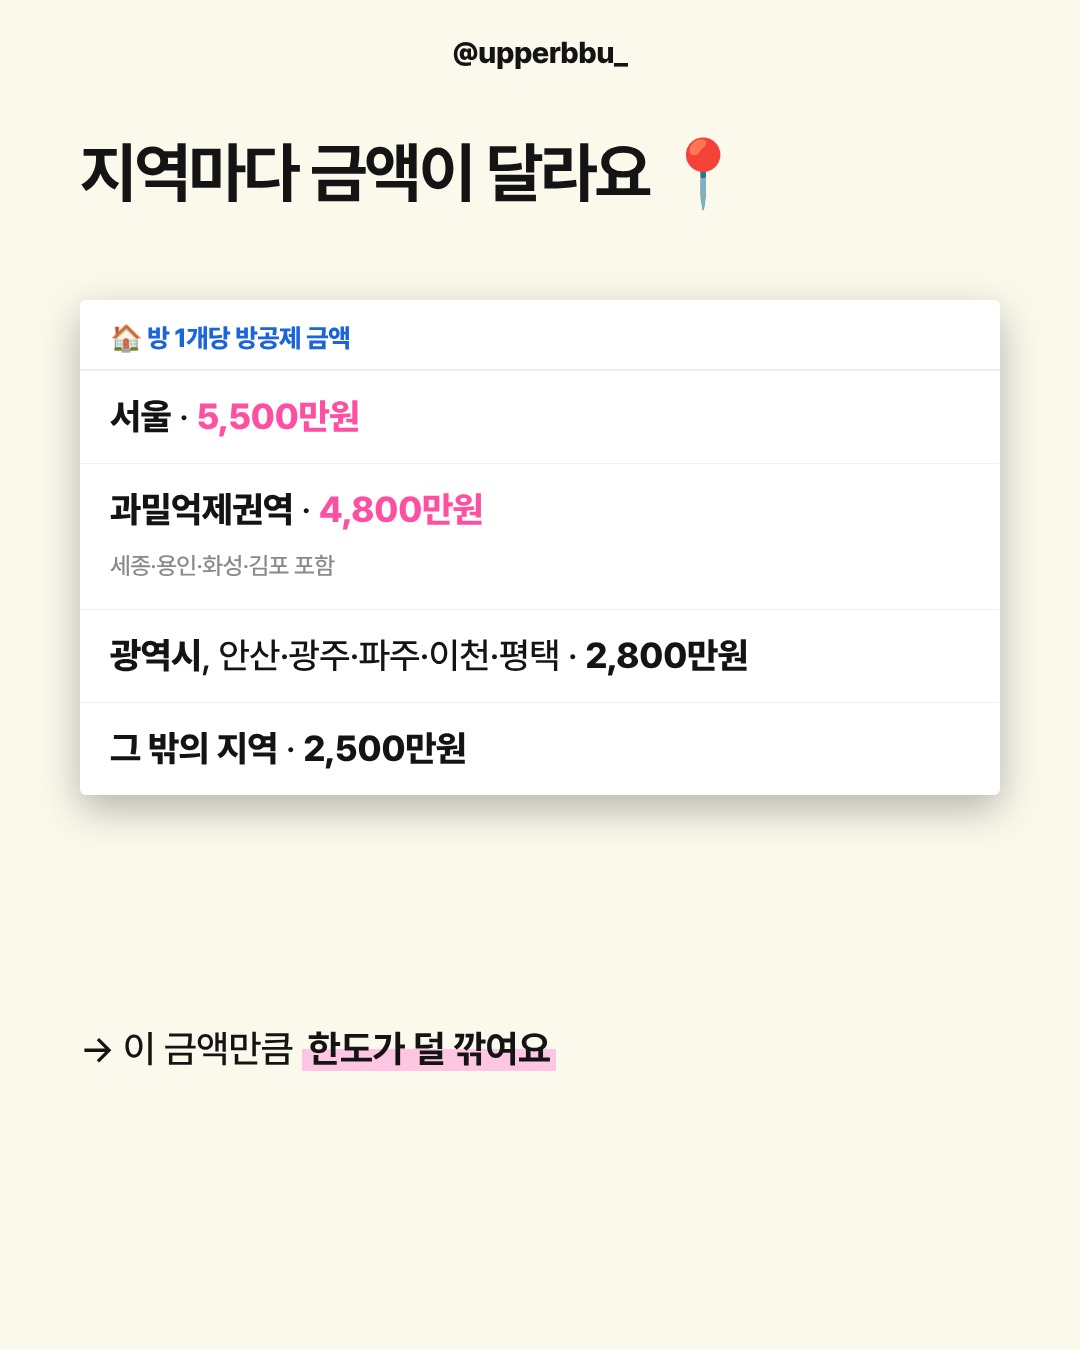 @upperbbu_
지역마다 금액이 달라요 📍
🏠 방 1개당 방공제 금액
서울 · 5,500만원
과밀억제권역 · 4,800만원
세종·용인·화성·김포 포함
광역시, 안산·광주·파주·이천·평택 · 2,800만원
그 밖의 지역 · 2,500만원
→ 이 금액만큼 한도가 덜 깎여요